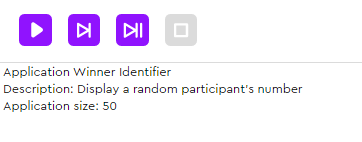 Application Winner Identifier
Description: Display a random participant's number
Application size: 50